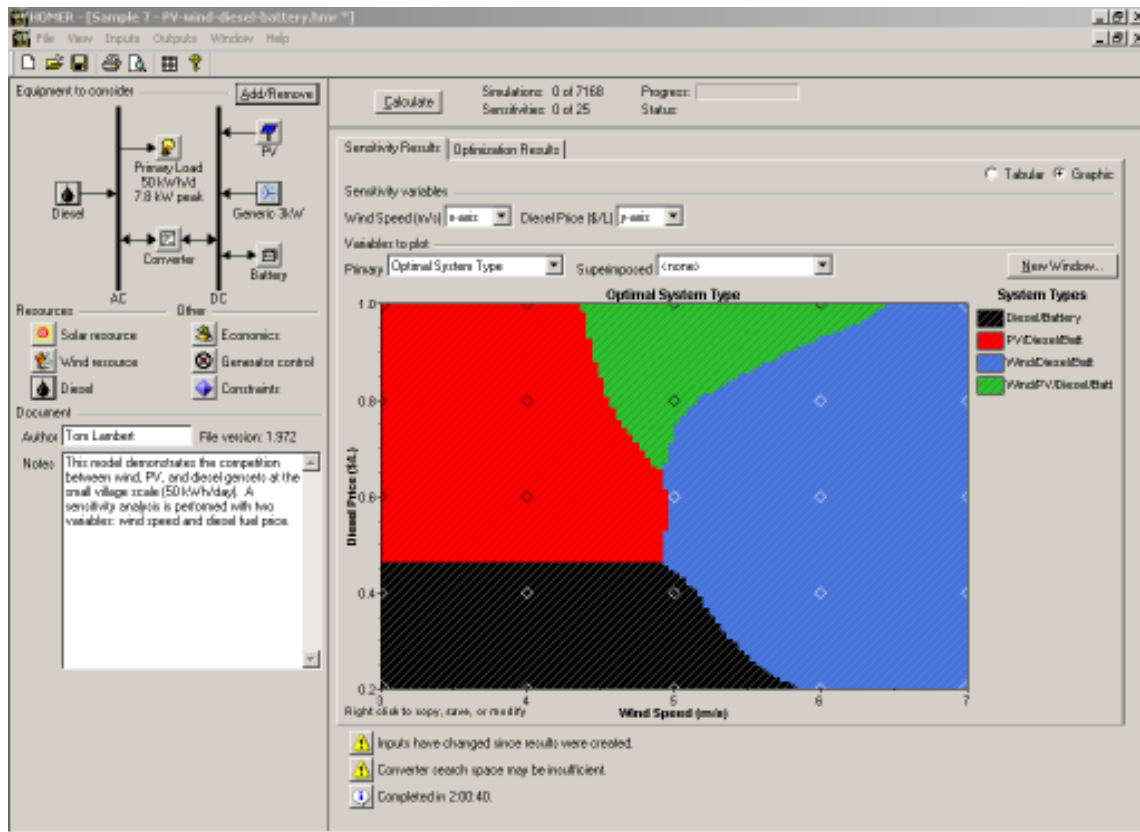 HOMER - [Sample 7 - PV-wind-diesel-battery.hmr *]
File View Inputs Outputs Window Help
Equipment to consider
Add/Remove
Primary Load
50 kWh/d
7.8 kW peak
PV
Diesel
Generic 3kW
Converter
Battery
AC
DC
Resources
Other
Solar resource
Economics
Wind resource
Generator control
Diesel
Constraints
Document
Author Tom Lambert File version: 1.972
Notes
This model demonstrates the competition
between wind, PV, and diesel gensets at the
small village scale (50 kWh/day). A
sensitivity analysis is performed with two
variables: wind speed and diesel fuel price.
Calculate
Simulations: 0 of 7168
Progress:
Sensitivities: 0 of 25
Status:
Sensitivity Results
Optimization Results
Tabular Graphic
Sensitivity variables
Wind Speed (m/s) x-axis Diesel Price ($/L) y-axis
Variables to plot
Primary Optimal System Type Superimposed <none>
New Window...
Optimal System Type
System Types
Diesel/Battery
PV/Diesel/Batt
Wind/Diesel/Batt
Wind/PV/Diesel/Batt
1.0
0.8
0.6
0.4
0.2
Diesel Price ($/L)
3 4 5 6 7
Wind Speed (m/s)
Right click to copy, save, or modify
Inputs have changed since results were created.
Converter search space may be insufficient.
Completed in 2:00:40.